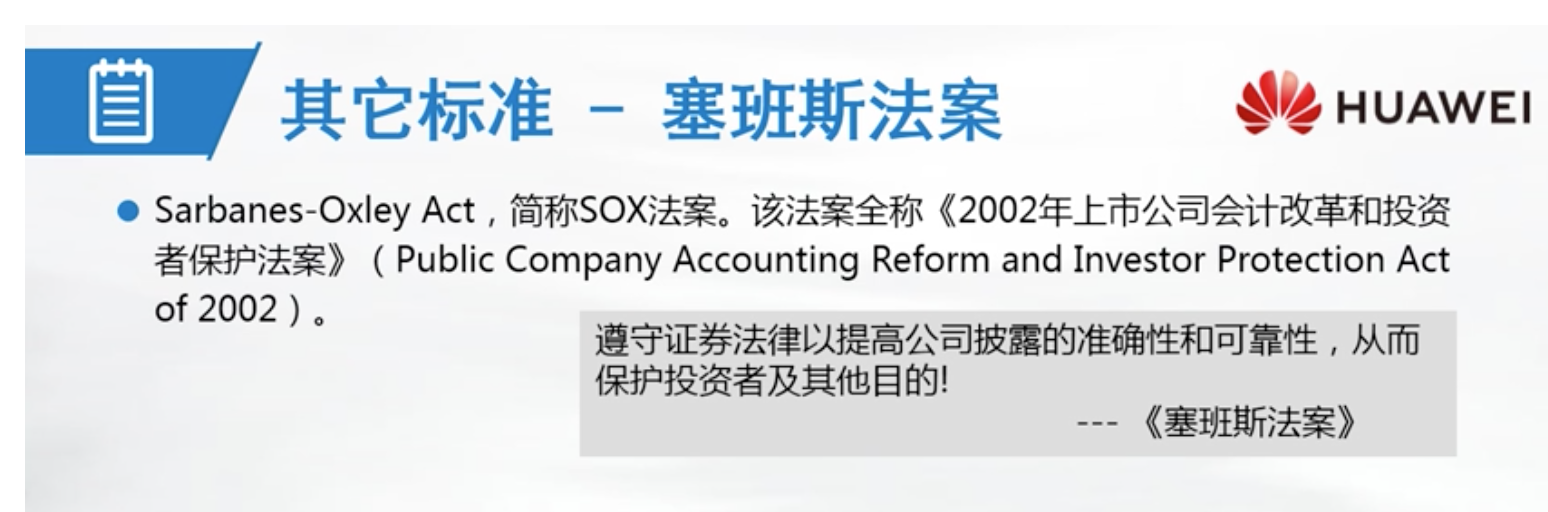 其它标准 - 塞班斯法案
HUAWEI
Sarbanes-Oxley Act，简称SOX法案。该法案全称《2002年上市公司会计改革和投资
者保护法案》（Public Company Accounting Reform and Investor Protection Act
of 2002）。
遵守证券法律以提高公司披露的准确性和可靠性，从而
保护投资者及其他目的!
--- 《塞班斯法案》